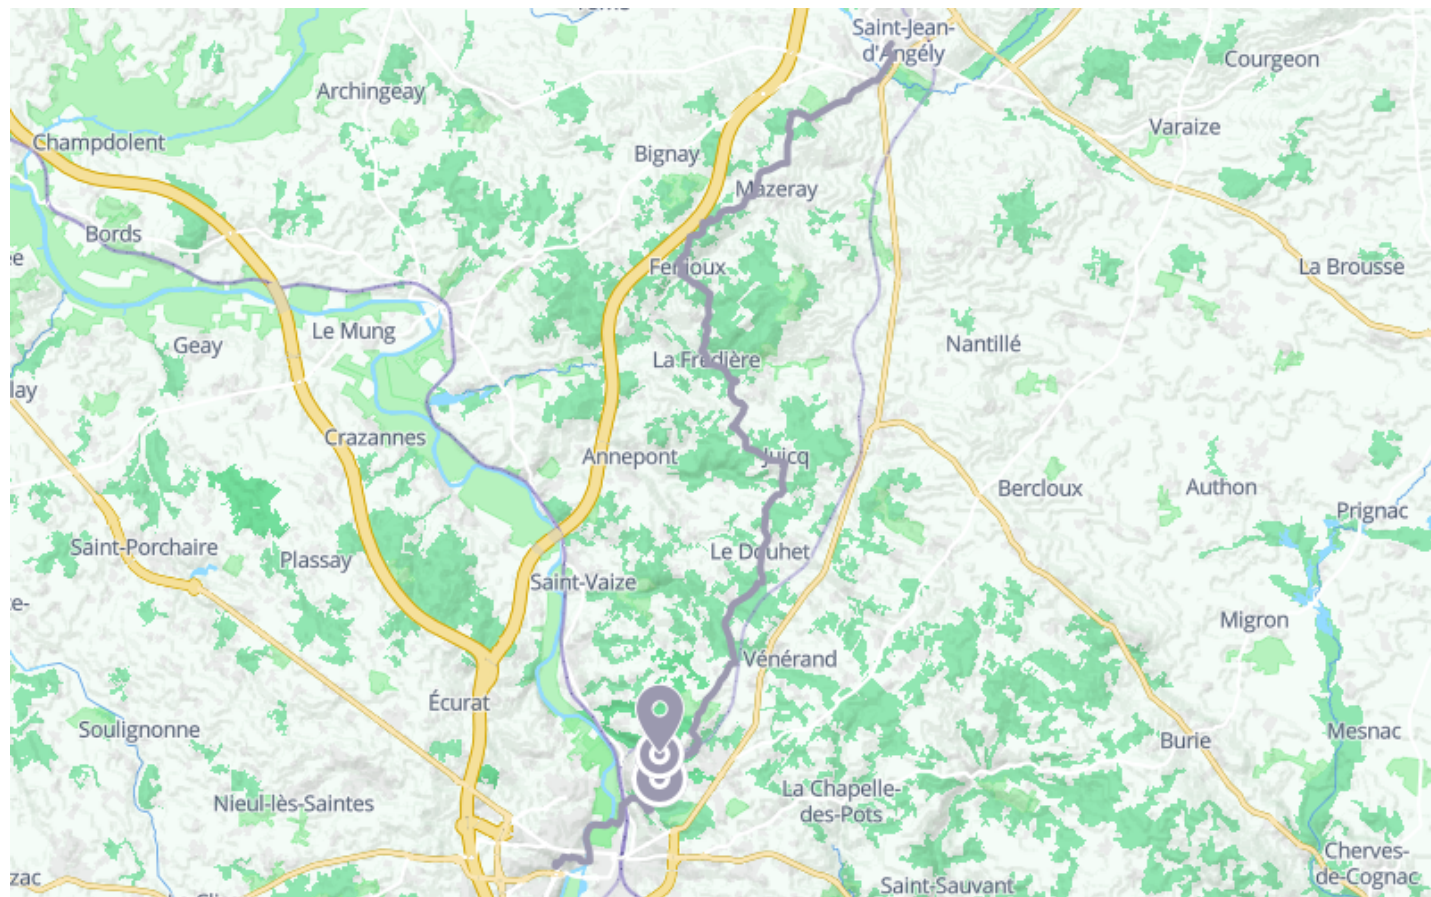 Saint-Jean-
d'Angély
Courgeon
Archingeay
Varaize
Champdolent
Bignay
Mazeray
Bords
Fenioux
La Brousse
Le Mung
Geay
Nantillé
La Frédière
lay
Crazannes
Annepont
Juicq
Bercloux
Authon
Prignac
Saint-Porchaire
Plassay
Le Douhet
Saint-Vaize
Migron
Vénérand
Écurat
Soulignonne
Mesnac
Burie
La Chapelle-
des-Pots
Nieul-lès-Saintes
Cherves-
de-Cognac
zac
Saint-Sauvant